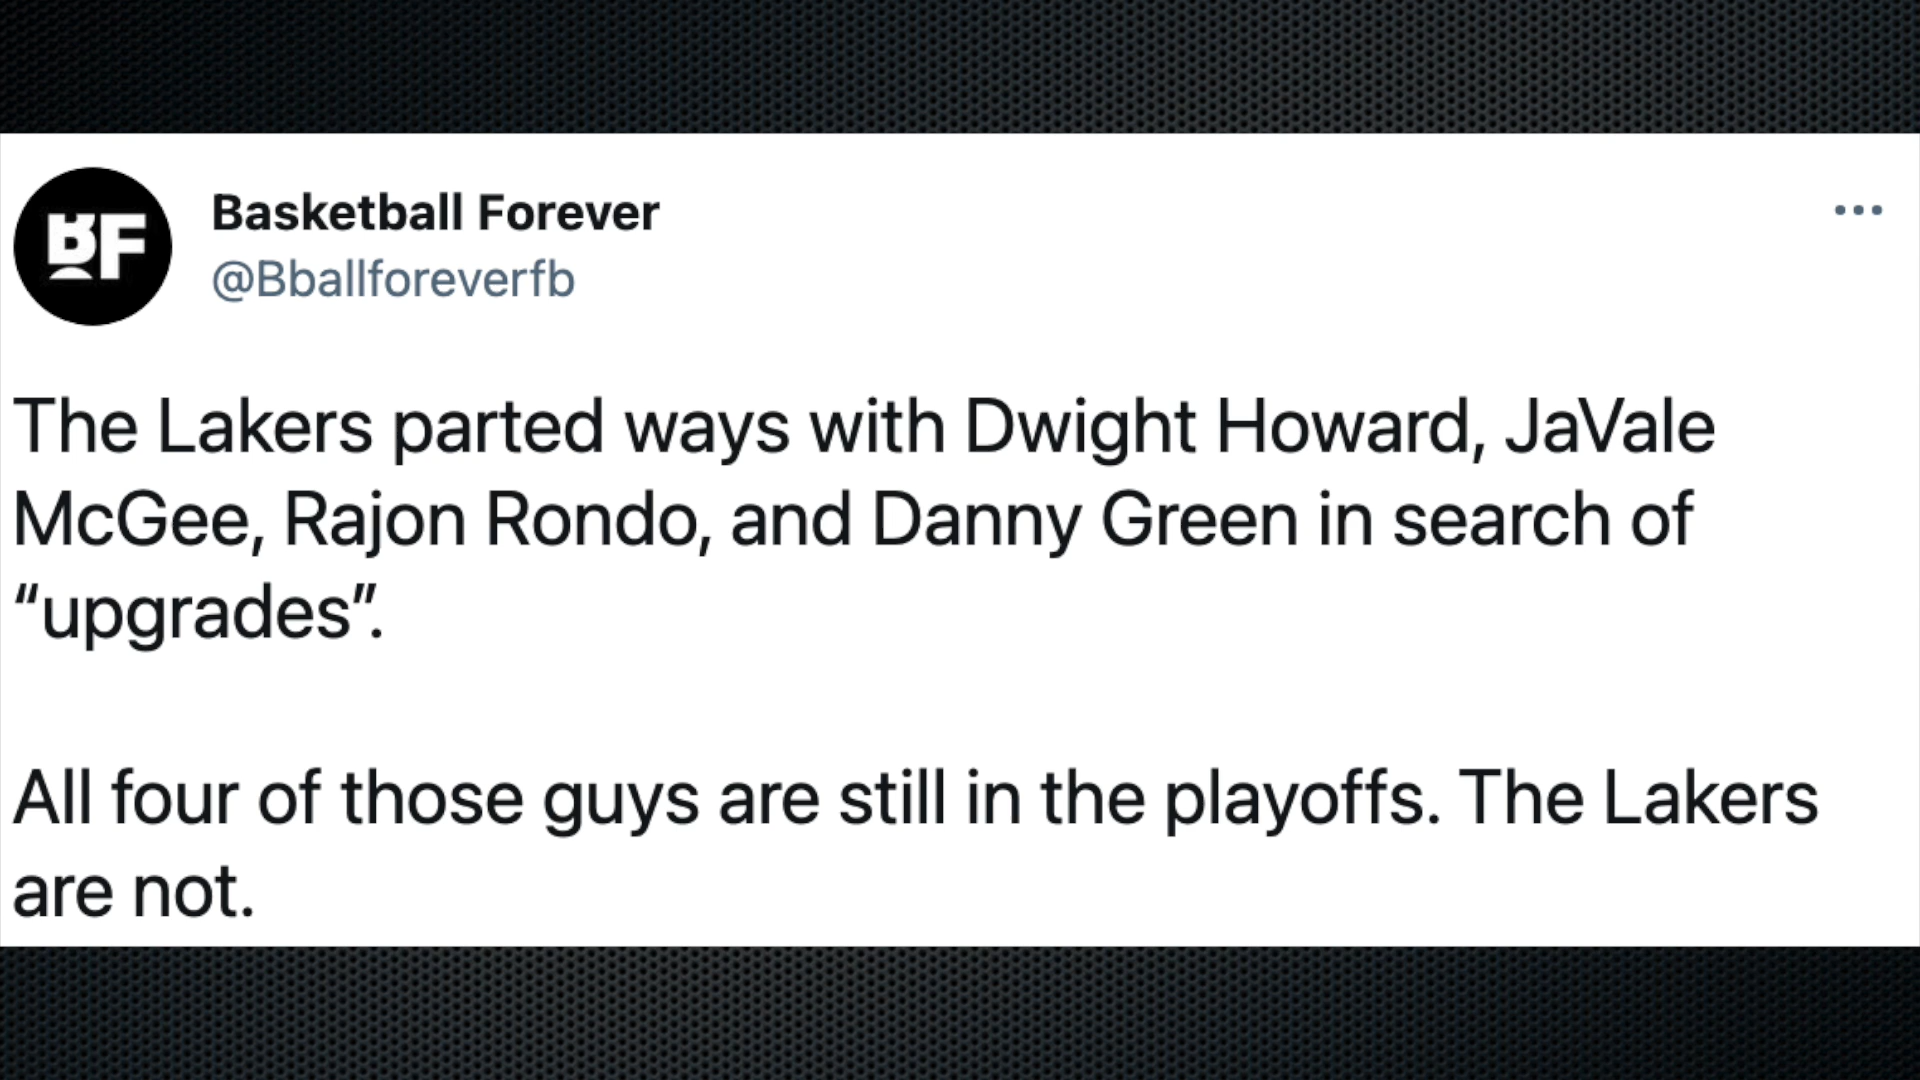 BF
Basketball Forever
@Bballforeverfb
The Lakers parted ways with Dwight Howard, JaVale
McGee, Rajon Rondo, and Danny Green in search of
“upgrades”.
All four of those guys are still in the playoffs. The Lakers
are not.